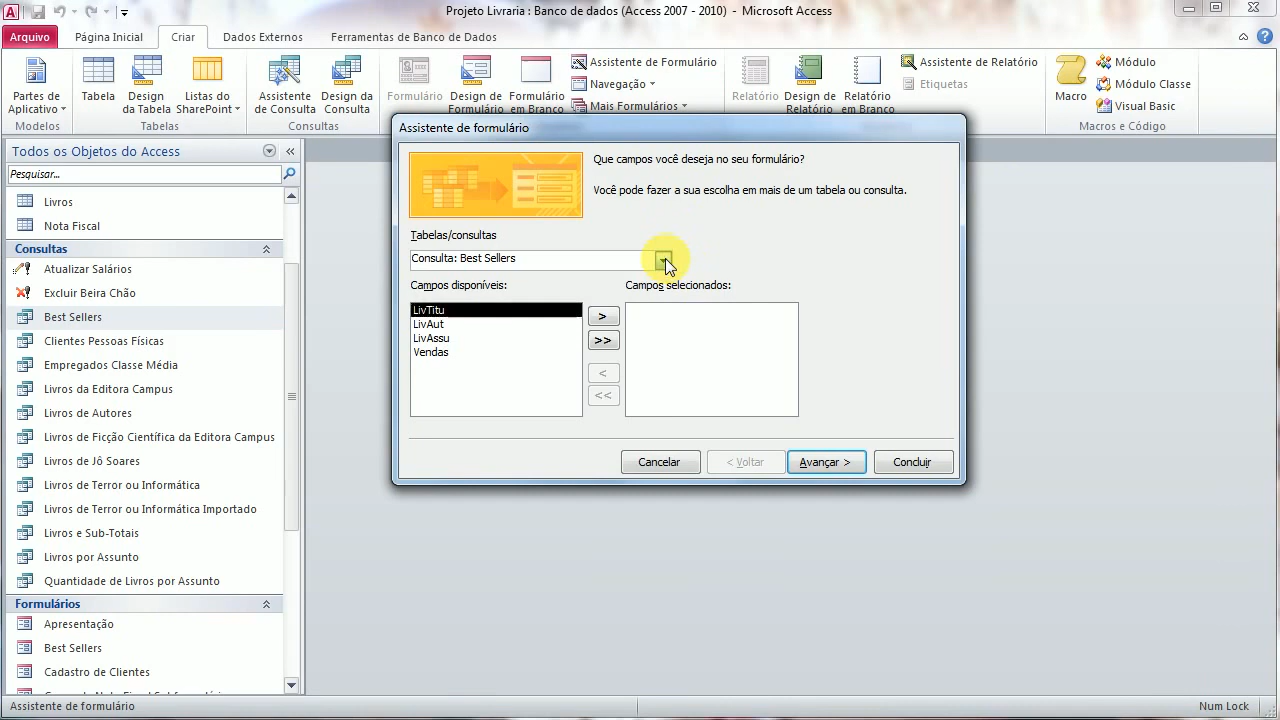 Projeto Livraria : Banco de dados (Access 2007 - 2010) - Microsoft Access
Arquivo
Página Inicial
Criar
Dados Externos
Ferramentas de Banco de Dados
Partes de Aplicativo
Tabela
Design da Tabela
Listas do SharePoint
Assistente de Consulta
Design da Consulta
Formulário
Design de Formulário
Formulário em Branco
Assistente de Formulário
Navegação
Mais Formulários
Relatório
Design de Relatório
Relatório em Branco
Assistente de Relatório
Etiquetas
Macro
Módulo
Módulo Classe
Visual Basic
Modelos
Tabelas
Consultas
Macros e Código
Todos os Objetos do Access
Pesquisar...
Livros
Nota Fiscal
Consultas
Atualizar Salários
Excluir Beira Chão
Best Sellers
Clientes Pessoas Físicas
Empregados Classe Média
Livros da Editora Campus
Livros de Autores
Livros de Ficção Científica da Editora Campus
Livros de Jô Soares
Livros de Terror ou Informática
Livros de Terror ou Informática Importado
Livros e Sub-Totais
Livros por Assunto
Quantidade de Livros por Assunto
Formulários
Apresentação
Best Sellers
Cadastro de Clientes
Assistente de formulário
Que campos você deseja no seu formulário?
Você pode fazer a sua escolha em mais de um tabela ou consulta.
Tabelas/consultas
Consulta: Best Sellers
Campos disponíveis:
Campos selecionados:
LivTitu
LivAut
LivAssu
Vendas
>
>>
<
<<
Cancelar
< Voltar
Avançar >
Concluir
Assistente de formulário
Num Lock